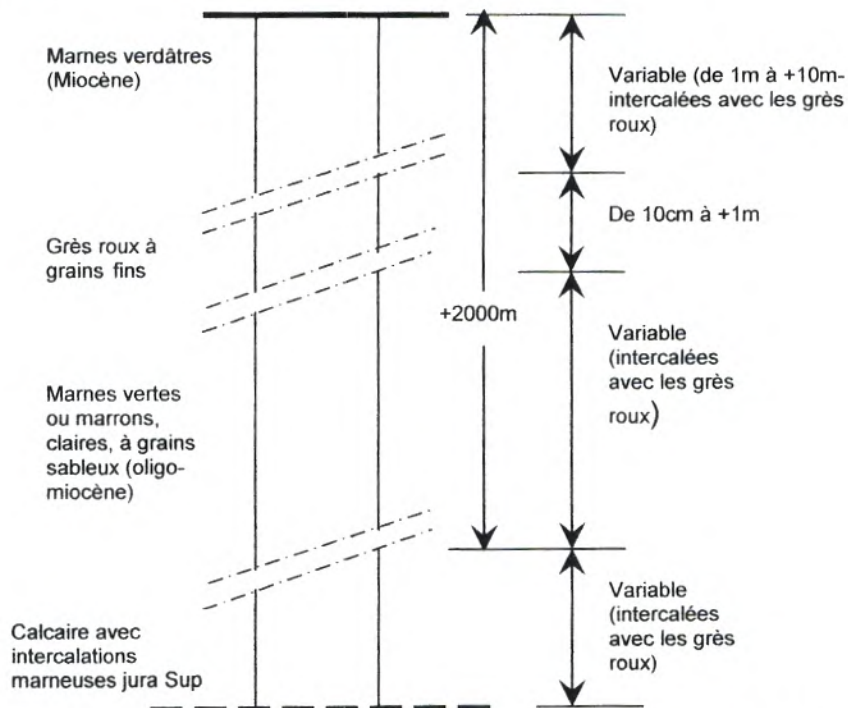 Marnes verdâtres
(Miocène)
Variable (de 1m à +10m-
intercalées avec les grès
roux)
De 10cm à +1m
Grès roux à
grains fins
+2000m
Variable
(intercalées
avec les grès
roux)
Marnes vertes
ou marrons,
claires, à grains
sableux (oligo-
miocène)
Variable
(intercalées
avec les grès
roux)
Calcaire avec
intercalations
marneuses jura Sup